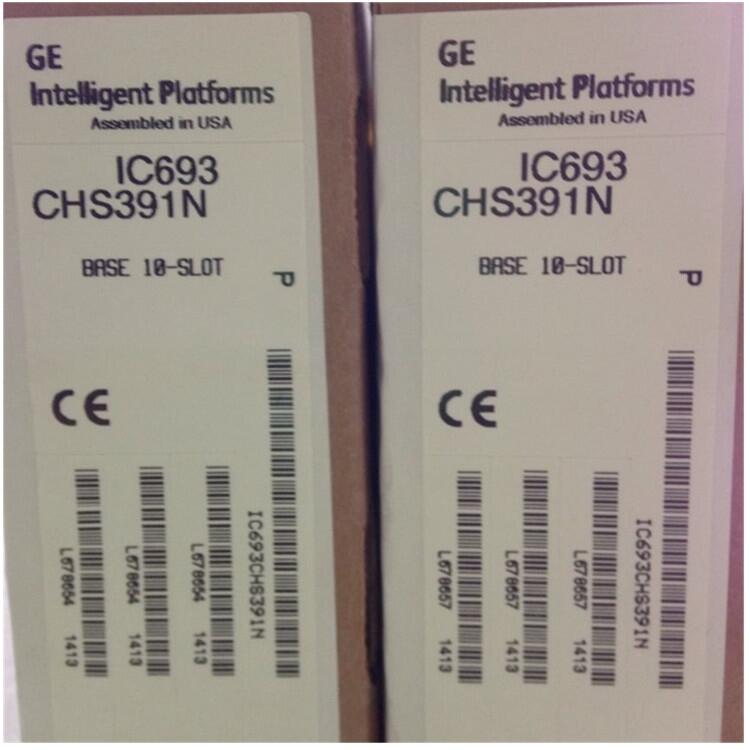 GE
Intelligent Platforms
Assembled in USA
IC693
CHS391N
BASE 10-SLOT
P
CE
L678654 1413
L678654 1413
L678654 1413
IC693CHS391N
GE
Intelligent Platforms
Assembled in USA
IC693
CHS391N
BASE 10-SLOT
P
CE
L678657 1413
L678657 1413
L678657 1413
IC693CHS391N